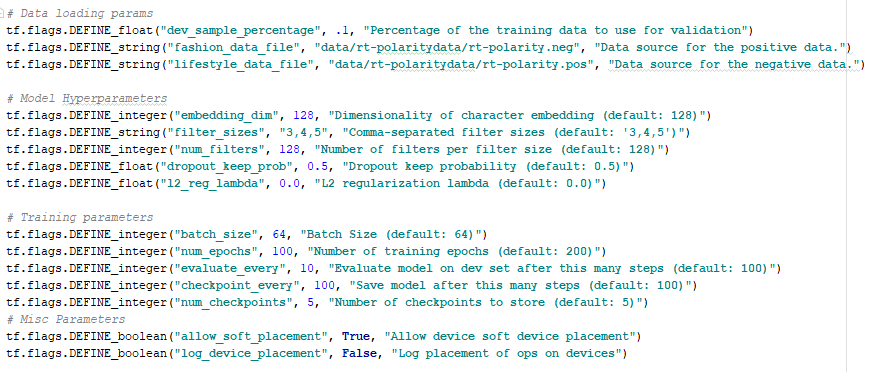 # Data loading params
tf.flags.DEFINE_float("dev_sample_percentage", .1, "Percentage of the training data to use for validation")
tf.flags.DEFINE_string("fashion_data_file", "data/rt-polaritydata/rt-polarity.neg", "Data source for the positive data.")
tf.flags.DEFINE_string("lifestyle_data_file", "data/rt-polaritydata/rt-polarity.pos", "Data source for the negative data.")
# Model Hyperparameters
tf.flags.DEFINE_integer("embedding_dim", 128, "Dimensionality of character embedding (default: 128)")
tf.flags.DEFINE_string("filter_sizes", "3,4,5", "Comma-separated filter sizes (default: '3,4,5')")
tf.flags.DEFINE_integer("num_filters", 128, "Number of filters per filter size (default: 128)")
tf.flags.DEFINE_float("dropout_keep_prob", 0.5, "Dropout keep probability (default: 0.5)")
tf.flags.DEFINE_float("l2_reg_lambda", 0.0, "L2 regularization lambda (default: 0.0)")
# Training parameters
tf.flags.DEFINE_integer("batch_size", 64, "Batch Size (default: 64)")
tf.flags.DEFINE_integer("num_epochs", 100, "Number of training epochs (default: 200)")
tf.flags.DEFINE_integer("evaluate_every", 10, "Evaluate model on dev set after this many steps (default: 100)")
tf.flags.DEFINE_integer("checkpoint_every", 100, "Save model after this many steps (default: 100)")
tf.flags.DEFINE_integer("num_checkpoints", 5, "Number of checkpoints to store (default: 5)")
# Misc Parameters
tf.flags.DEFINE_boolean("allow_soft_placement", True, "Allow device soft device placement")
tf.flags.DEFINE_boolean("log_device_placement", False, "Log placement of ops on devices")